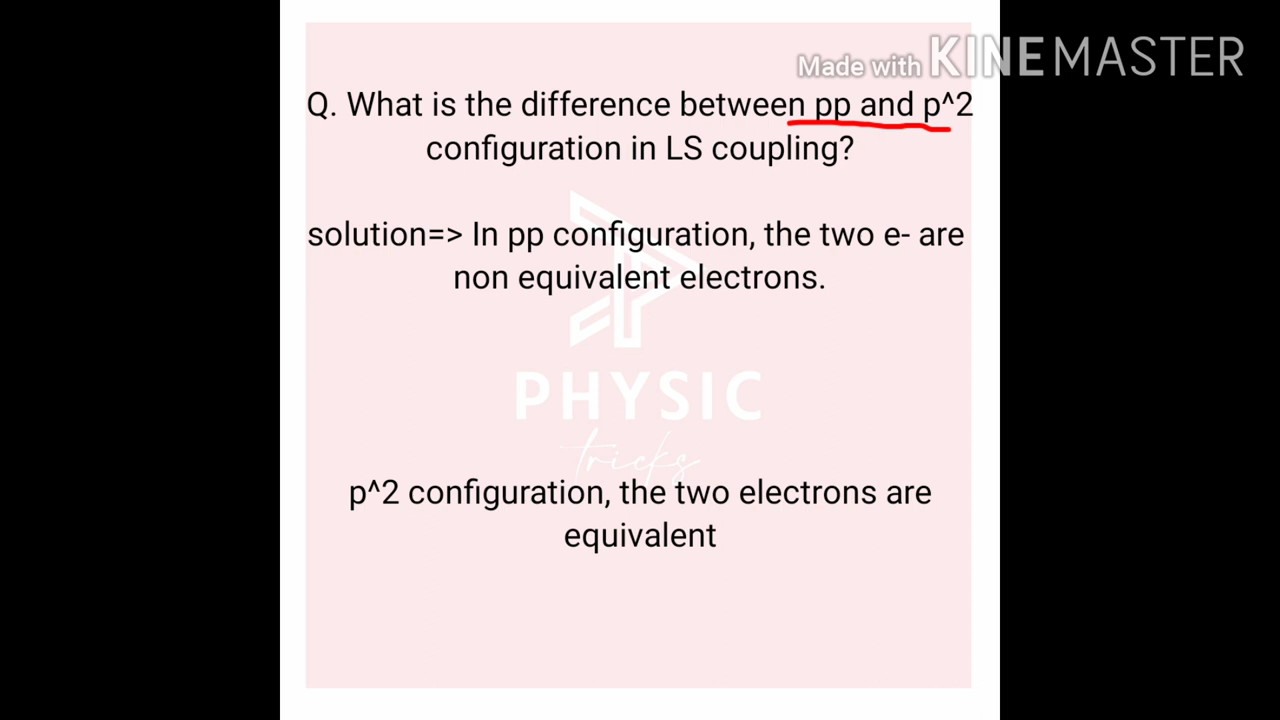 Made with KINEMASTER
Q. What is the difference between pp and p^2
configuration in LS coupling?
solution=> In pp configuration, the two e- are
non equivalent electrons.
PHYSIC
tricks
p^2 configuration, the two electrons are
equivalent